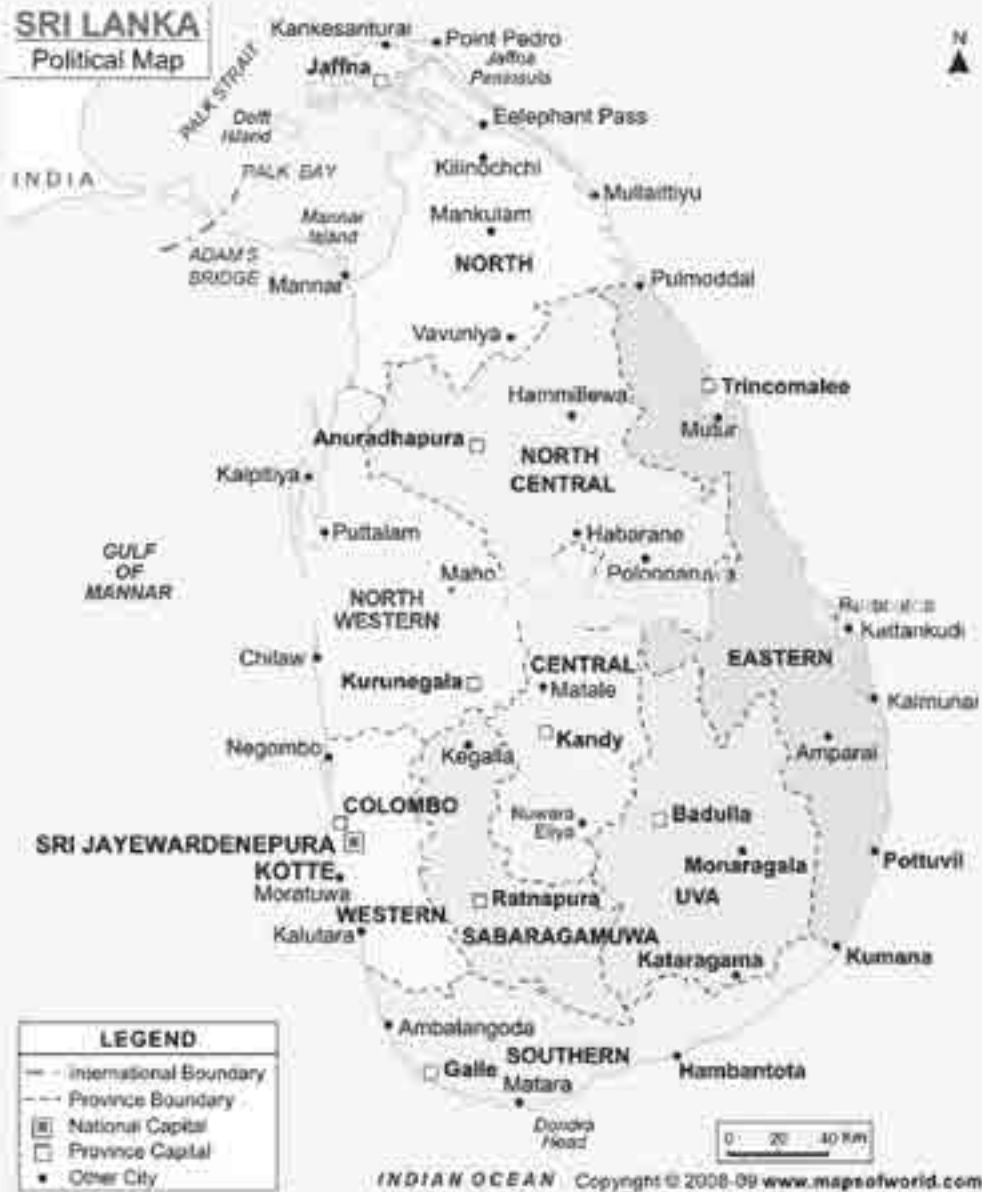 SRI LANKA
Political Map
N
Kankesanturai
Point Pedro
Jaffna
Jaffna
Peninsula
PALK STRAIT
Delft
Island
Eelephant Pass
INDIA
PALK BAY
Kilinochchi
Mullaittiyu
Mannar
Island
Mankulam
ADAM'S
BRIDGE
NORTH
Mannar
Pulmoddai
Vavuniya
Trincomalee
Hammillewa
Mutur
Anuradhapura
NORTH
CENTRAL
Kalpitiya
Puttalam
Habarane
GULF
OF
MANNAR
Maho
Polonnaruwa
NORTH
WESTERN
Kattankudi
Chilaw
CENTRAL
EASTERN
Kurunegala
Matale
Kalmunai
Negombo
Kegalla
Kandy
Amparai
COLOMBO
Nuwara
Eliya
Badulla
SRI JAYEWARDENEPURA
KOTTE
Monaragala
Pottuvil
Moratuwa
Ratnapura
UVA
WESTERN
Kalutara
SABARAGAMUWA
Kataragama
Kumana
Ambalangoda
SOUTHERN
Galle
Matara
Hambantota
Dondra
Head
LEGEND
International Boundary
Province Boundary
National Capital
Province Capital
Other City
0 20 40 Km
INDIAN OCEAN Copyright © 2008-09 www.mapsofworld.com